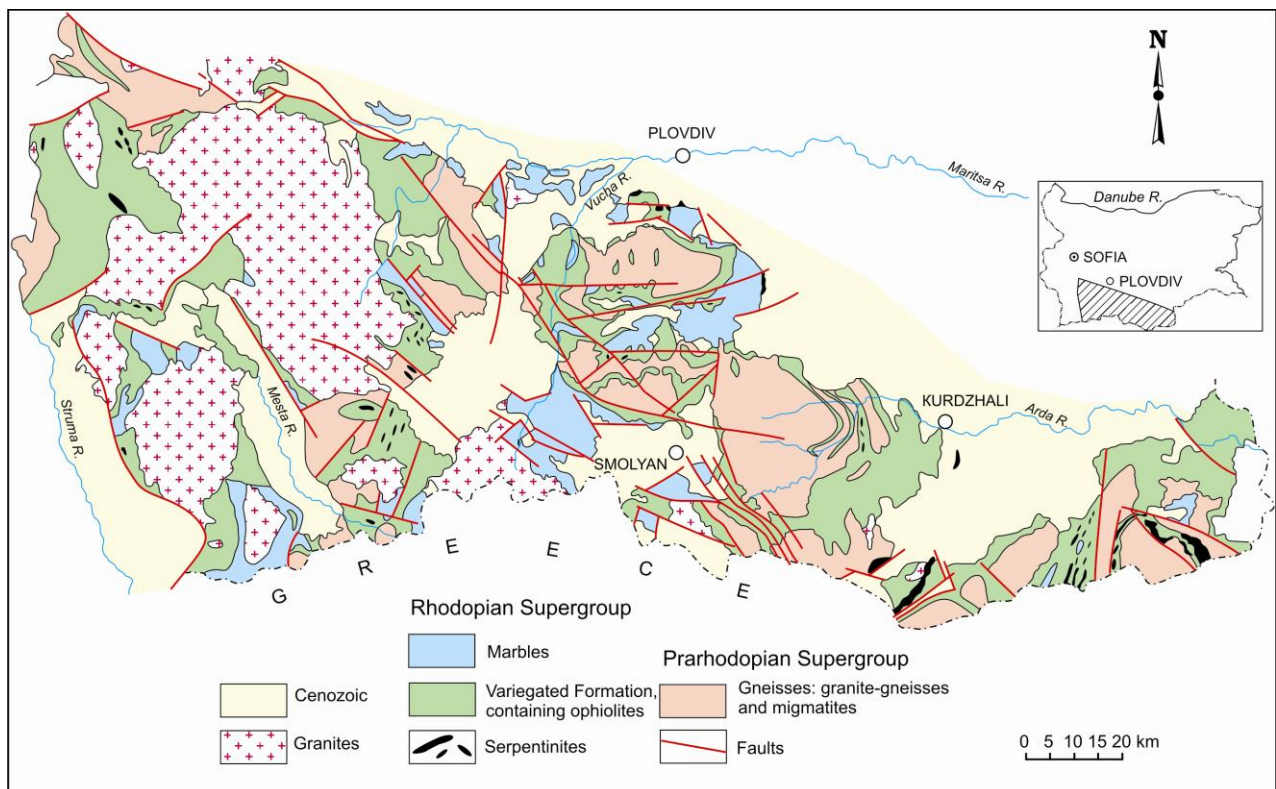 N
PLOVDIV
Maritsa R.
Vucha R.
Danube R.
SOFIA
PLOVDIV
Struma R.
Mesta R.
KURDZHALI
Arda R.
SMOLYAN
G R E E C E
Rhodopian Supergroup
Marbles
Prarhodopian Supergroup
Cenozoic
Variegated Formation,
containing ophiolites
Gneisses: granite-gneisses
and migmatites
Granites
Serpentinites
Faults
0 5 10 15 20 km